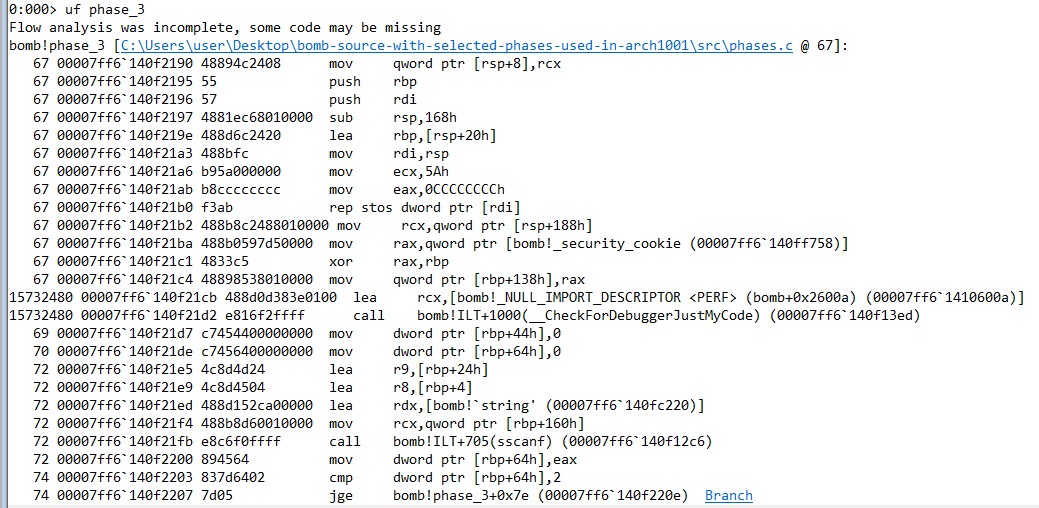 0:000> uf phase_3
Flow analysis was incomplete, some code may be missing
bomb!phase_3 [C:\Users\user\Desktop\bomb-source-with-selected-phases-used-in-arch1001\src\phases.c @ 67]:
67 00007ff6`140f2190 48894c2408 mov qword ptr [rsp+8],rcx
67 00007ff6`140f2195 55 push rbp
67 00007ff6`140f2196 57 push rdi
67 00007ff6`140f2197 4881ec68010000 sub rsp,168h
67 00007ff6`140f219e 488d6c2420 lea rbp,[rsp+20h]
67 00007ff6`140f21a3 488bfc mov rdi,rsp
67 00007ff6`140f21a6 b95a000000 mov ecx,5Ah
67 00007ff6`140f21ab b8cccccccc mov eax,0CCCCCCCCh
67 00007ff6`140f21b0 f3ab rep stos dword ptr [rdi]
67 00007ff6`140f21b2 488b8c2488010000 mov rcx,qword ptr [rsp+188h]
67 00007ff6`140f21ba 488b0597d50000 mov rax,qword ptr [bomb!_security_cookie (00007ff6`140ff758)]
67 00007ff6`140f21c1 4833c5 xor rax,rbp
67 00007ff6`140f21c4 48898538010000 mov qword ptr [rbp+138h],rax
15732480 00007ff6`140f21cb 488d0d383e0100 lea rcx,[bomb!_NULL_IMPORT_DESCRIPTOR <PERF> (bomb+0x2600a) (00007ff6`1410600a)]
15732480 00007ff6`140f21d2 e816f2ffff call bomb!ILT+1000(__CheckForDebuggerJustMyCode) (00007ff6`140f13ed)
69 00007ff6`140f21d7 c7454400000000 mov dword ptr [rbp+44h],0
70 00007ff6`140f21de c7456400000000 mov dword ptr [rbp+64h],0
72 00007ff6`140f21e5 4c8d4d24 lea r9,[rbp+24h]
72 00007ff6`140f21e9 4c8d4504 lea r8,[rbp+4]
72 00007ff6`140f21ed 488d152ca00000 lea rdx,[bomb!`string' (00007ff6`140fc220)]
72 00007ff6`140f21f4 488b8d60010000 mov rcx,qword ptr [rbp+160h]
72 00007ff6`140f21fb e8c6f0ffff call bomb!ILT+705(sscanf) (00007ff6`140f12c6)
72 00007ff6`140f2200 894564 mov dword ptr [rbp+64h],eax
74 00007ff6`140f2203 837d6402 cmp dword ptr [rbp+64h],2
74 00007ff6`140f2207 7d05 jge bomb!phase_3+0x7e (00007ff6`140f220e) Branch